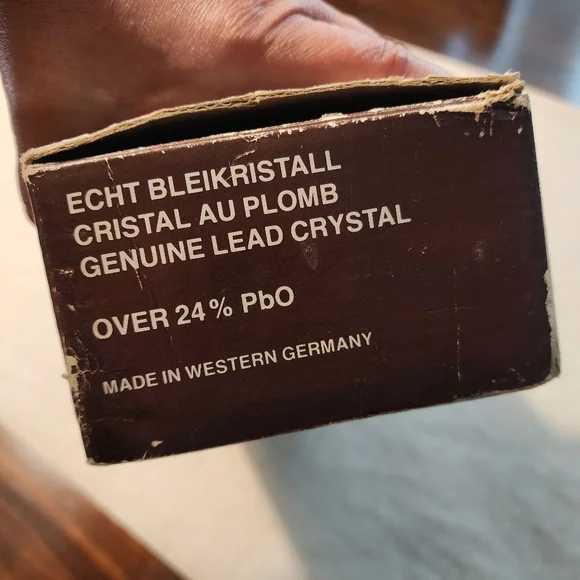 ECHT BLEIKRISTALL
CRISTAL AU PLOMB
GENUINE LEAD CRYSTAL
OVER 24% PbO
MADE IN WESTERN GERMANY